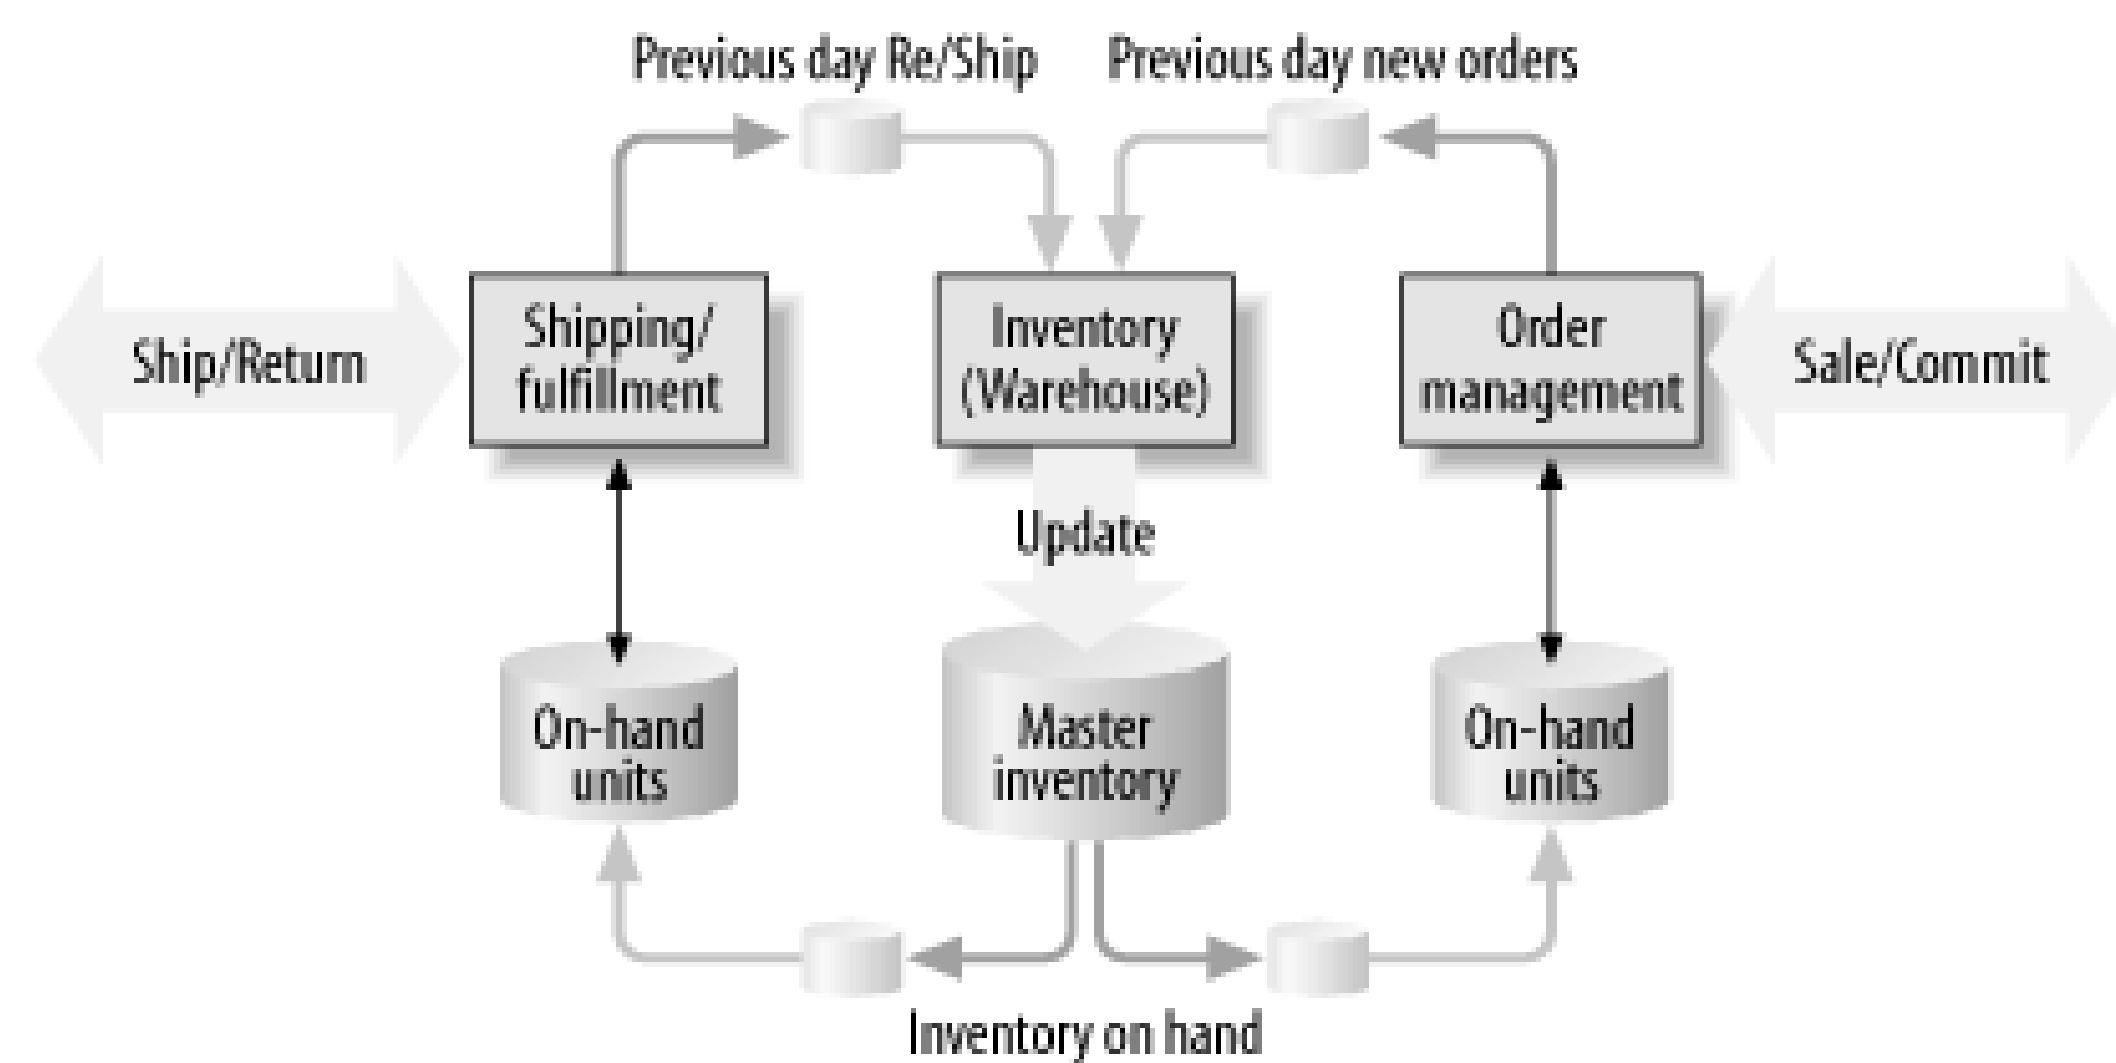 Previous day Re/Ship
Previous day new orders
Ship/Return
Shipping/
fulfillment
Inventory
(Warehouse)
Order
management
Sale/Commit
Update
On-hand
units
Master
inventory
On-hand
units
Inventory on hand